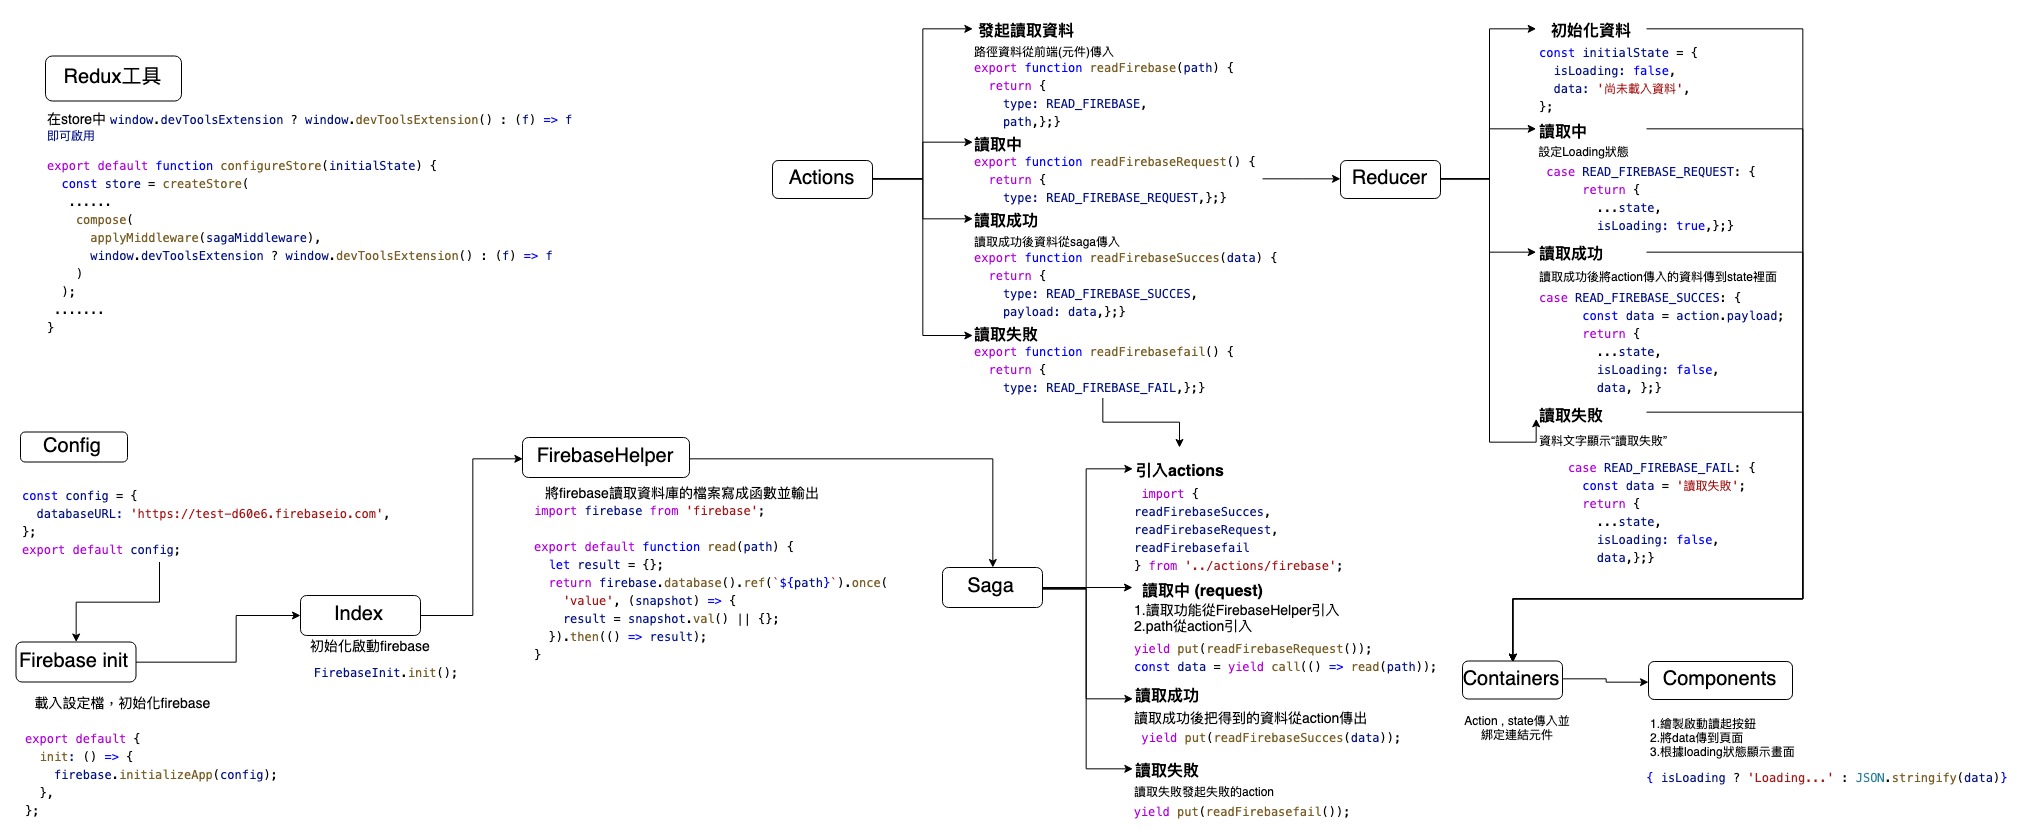 Redux工具
在store中 window.devToolsExtension ? window.devToolsExtension() : (f) => f
即可啟用
export default function configureStore(initialState) {
const store = createStore(
......
compose(
applyMiddleware(sagaMiddleware),
window.devToolsExtension ? window.devToolsExtension() : (f) => f
)
);
.......
}
Actions
發起讀取資料
路徑資料從前端(元件)傳入
export function readFirebase(path) {
return {
type: READ_FIREBASE,
path,};}
讀取中
export function readFirebaseRequest() {
return {
type: READ_FIREBASE_REQUEST,};}
讀取成功
讀取成功後資料從saga傳入
export function readFirebaseSucces(data) {
return {
type: READ_FIREBASE_SUCCES,
payload: data,};}
讀取失敗
export function readFirebasefail() {
return {
type: READ_FIREBASE_FAIL,};}
Reducer
初始化資料
const initialState = {
isLoading: false,
data: '尚未載入資料',
};
讀取中
設定Loading狀態
case READ_FIREBASE_REQUEST: {
return {
...state,
isLoading: true,};}
讀取成功
讀取成功後將action傳入的資料傳到state裡面
case READ_FIREBASE_SUCCES: {
const data = action.payload;
return {
...state,
isLoading: false,
data, };}
讀取失敗
資料文字顯示“讀取失敗”
case READ_FIREBASE_FAIL: {
const data = '讀取失敗';
return {
...state,
isLoading: false,
data,};}
Config
const config = {
databaseURL: 'https://test-d60e6.firebaseio.com',
};
export default config;
Firebase init
載入設定檔，初始化firebase
export default {
init: () => {
firebase.initializeApp(config);
},
};
Index
初始化啟動firebase
FirebaseInit.init();
FirebaseHelper
將firebase讀取資料庫的檔案寫成函數並輸出
import firebase from 'firebase';
export default function read(path) {
let result = {};
return firebase.database().ref(`${path}`).once(
'value', (snapshot) => {
result = snapshot.val() || {};
}).then(() => result);
}
Saga
引入actions
import {
readFirebaseSucces,
readFirebaseRequest,
readFirebasefail
} from '../actions/firebase';
讀取中 (request)
1.讀取功能從FirebaseHelper引入
2.path從action引入
yield put(readFirebaseRequest());
const data = yield call(() => read(path));
讀取成功
讀取成功後把得到的資料從action傳出
yield put(readFirebaseSucces(data));
讀取失敗
讀取失敗發起失敗的action
yield put(readFirebasefail());
Containers
Action , state傳入並
綁定連結元件
Components
1.繪製啟動讀起按鈕
2.將data傳到頁面
3.根據loading狀態顯示畫面
{ isLoading ? 'Loading...' : JSON.stringify(data)}